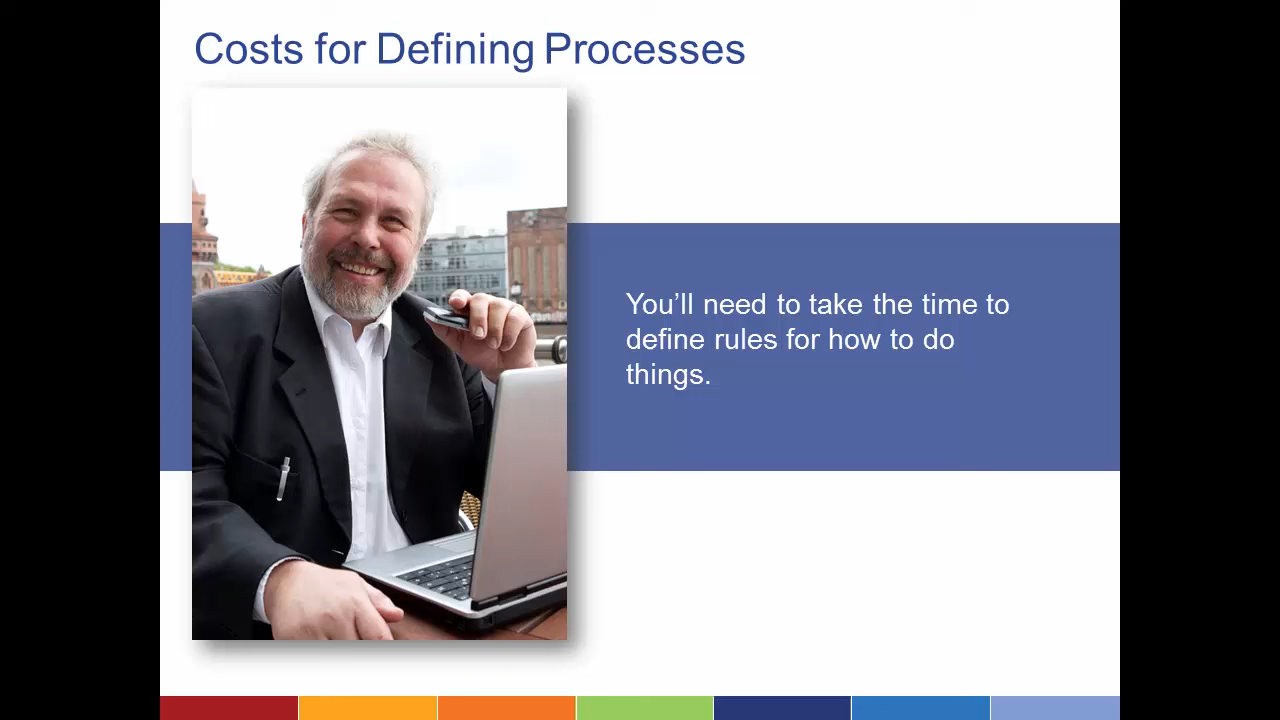 Costs for Defining Processes
You’ll need to take the time to
define rules for how to do
things.